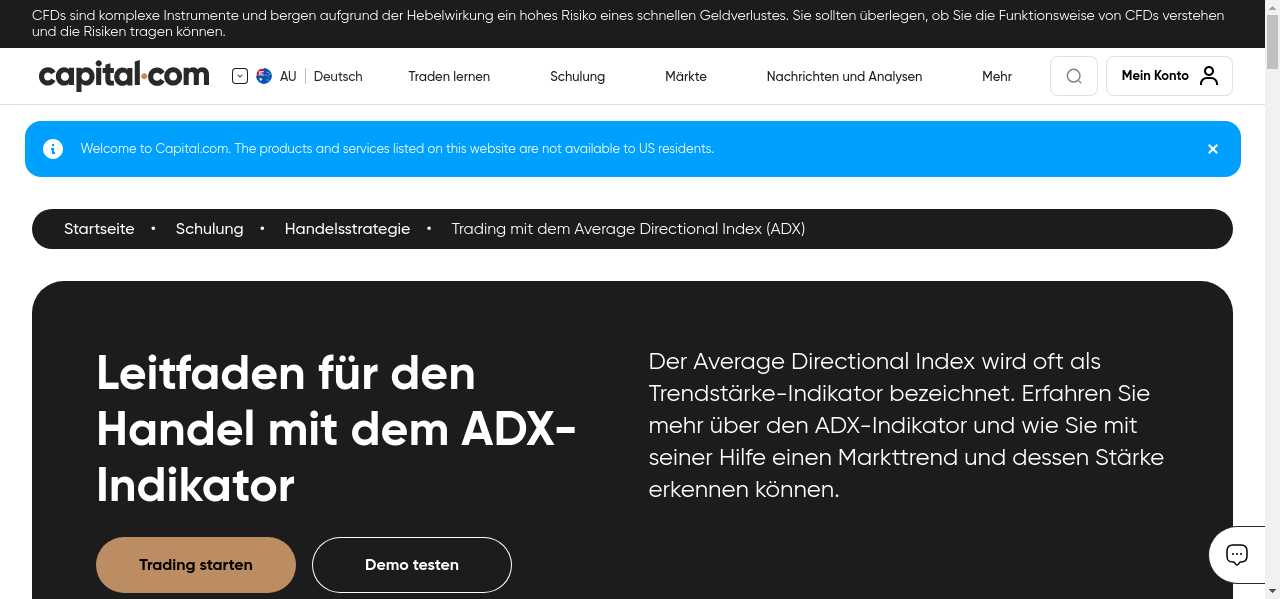 CFDs sind komplexe Instrumente und bergen aufgrund der Hebelwirkung ein hohes Risiko eines schnellen Geldverlustes. Sie sollten überlegen, ob Sie die Funktionsweise von CFDs verstehen
und die Risiken tragen können.
capital.com
AU Deutsch
Traden lernen
Schulung
Märkte
Nachrichten und Analysen
Mehr
Mein Konto
Welcome to Capital.com. The products and services listed on this website are not available to US residents.
Startseite • Schulung • Handelsstrategie • Trading mit dem Average Directional Index (ADX)
Leitfaden für den
Handel mit dem ADX-
Indikator
Der Average Directional Index wird oft als
Trendstärke-Indikator bezeichnet. Erfahren Sie
mehr über den ADX-Indikator und wie Sie mit
seiner Hilfe einen Markttrend und dessen Stärke
erkennen können.
Trading starten
Demo testen